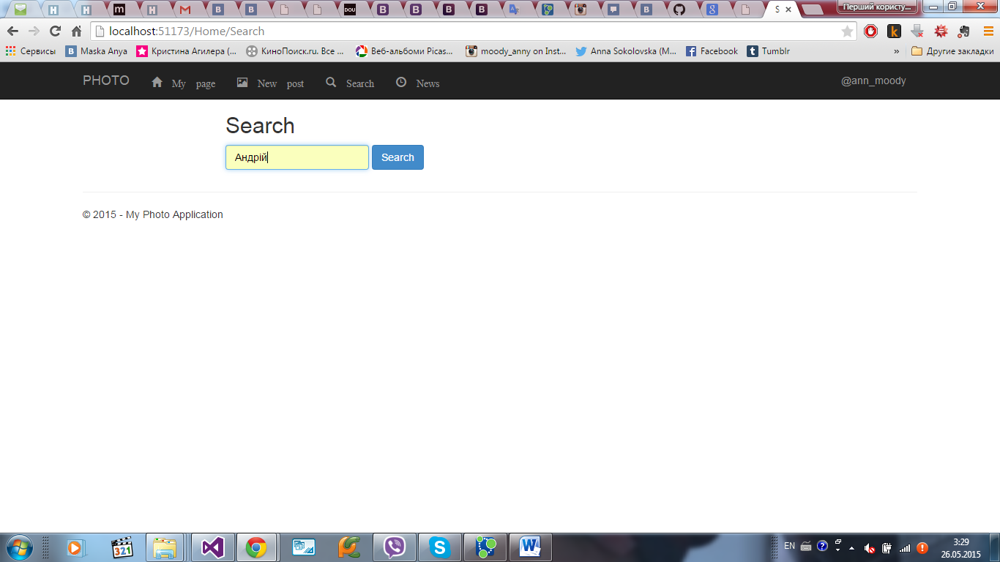 S
Перший користу...
localhost:51173/Home/Search
Сервисы Maska Anya Кристина Агилера (... КиноПоиск.ru. Все ... Веб-альбоми Picas... moody_anny on Inst... Anna Sokolovska (M... Facebook Tumblr » Другие закладки
PHOTO My page New post Search News @ann_moody
Search
Андрій Search
© 2015 - My Photo Application
EN 3:29
26.05.2015